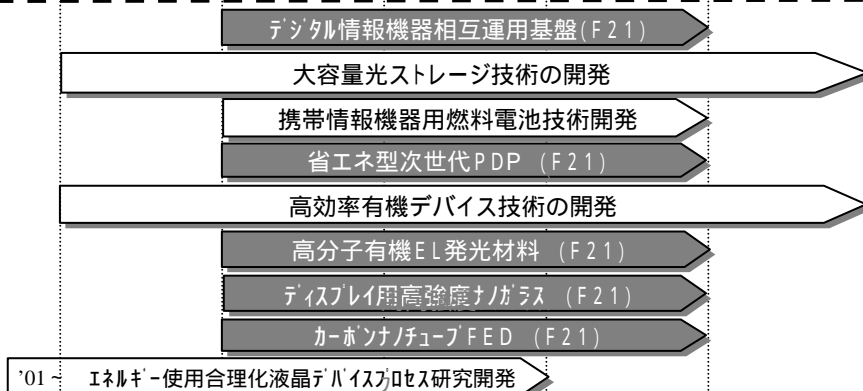 デジタル情報機器相互運用基盤(F21)
大容量光ストレージ技術の開発
携帯情報機器用燃料電池技術開発
省エネ型次世代PDP (F21)
高効率有機デバイス技術の開発
高分子有機EL発光材料 (F21)
ディスプレイ用高強度ナノガラス (F21)
カーボンナノチューブFED (F21)
'01~ エネルギー使用合理化液晶デバイスプロセス研究開発